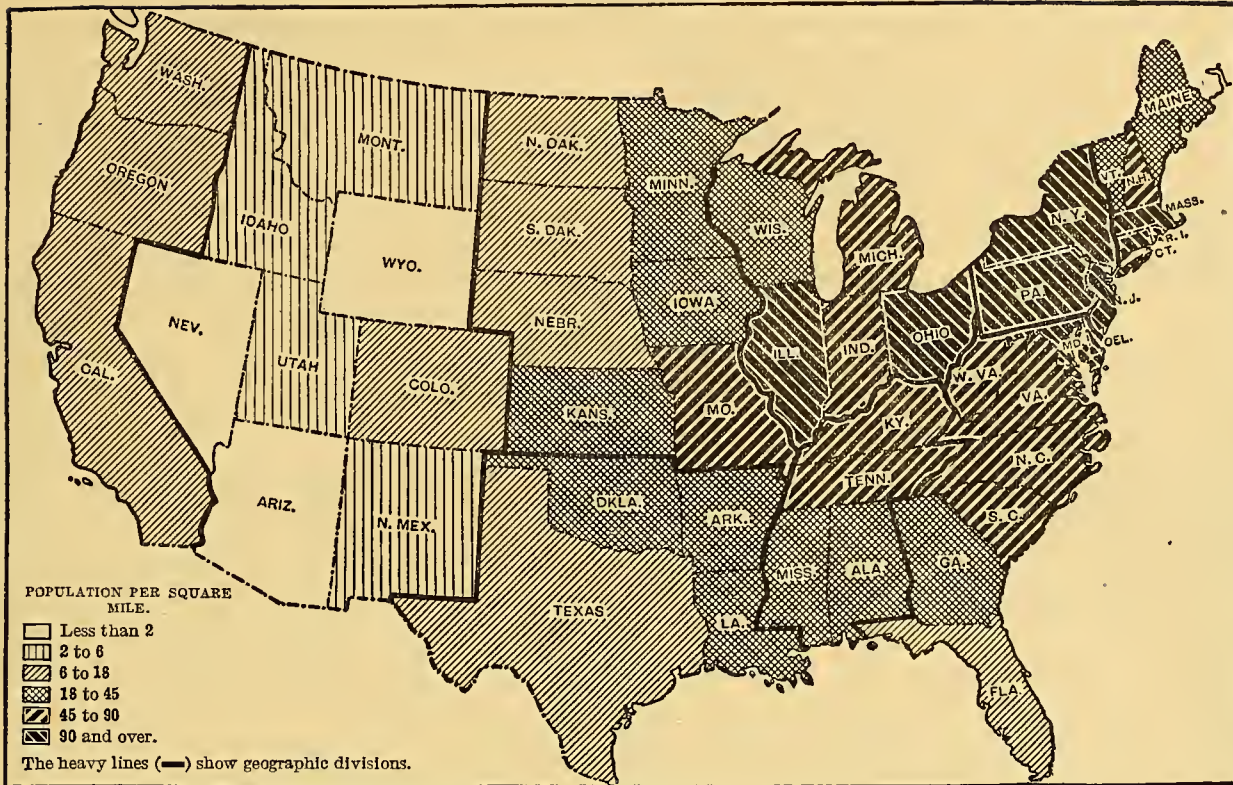 WASH.
OREGON
CAL.
NEV.
IDAHO
MONT.
WYO.
UTAH
COLO.
ARIZ.
N. MEX.
N. DAK.
S. DAK.
NEBR.
KANS.
OKLA.
TEXAS
MINN.
IOWA
MO.
ARK.
LA.
WIS.
ILL.
MICH.
IND.
OHIO
KY.
TENN.
MISS.
ALA.
GA.
FLA.
S. C.
N. C.
VA.
W. VA.
MD.
DEL.
PA.
N. J.
N. Y.
CT.
R. I.
MASS.
VT.
N.H.
MAINE
POPULATION PER SQUARE
MILE.
Less than 2
2 to 6
6 to 18
18 to 45
45 to 90
90 and over.
The heavy lines (▬) show geographic divisions.